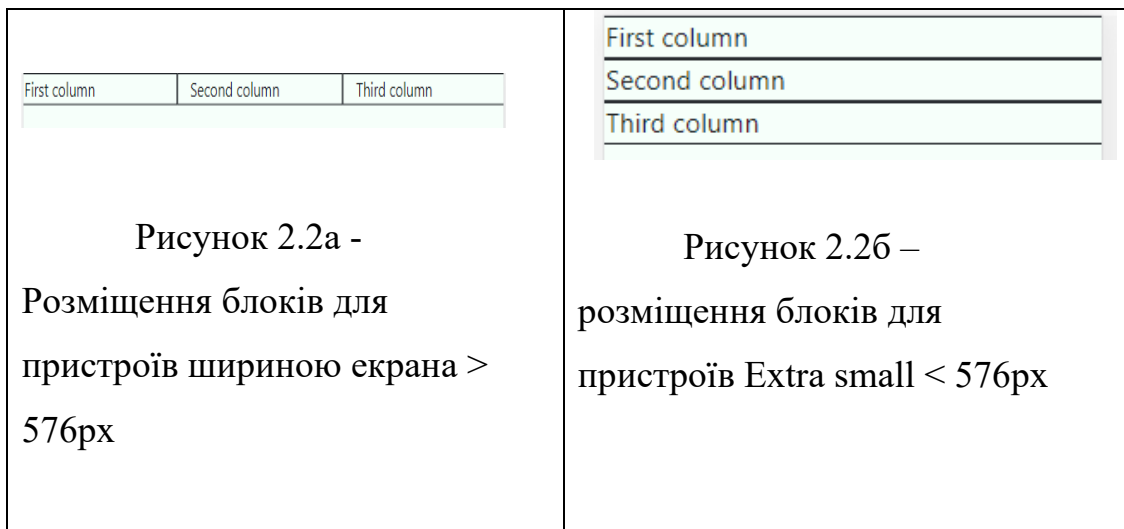 First column
Second column
Third column
Рисунок 2.2а -
Розміщення блоків для
пристроїв шириною екрана >
576px
First column
Second column
Third column
Рисунок 2.2б –
розміщення блоків для
пристроїв Extra small < 576px